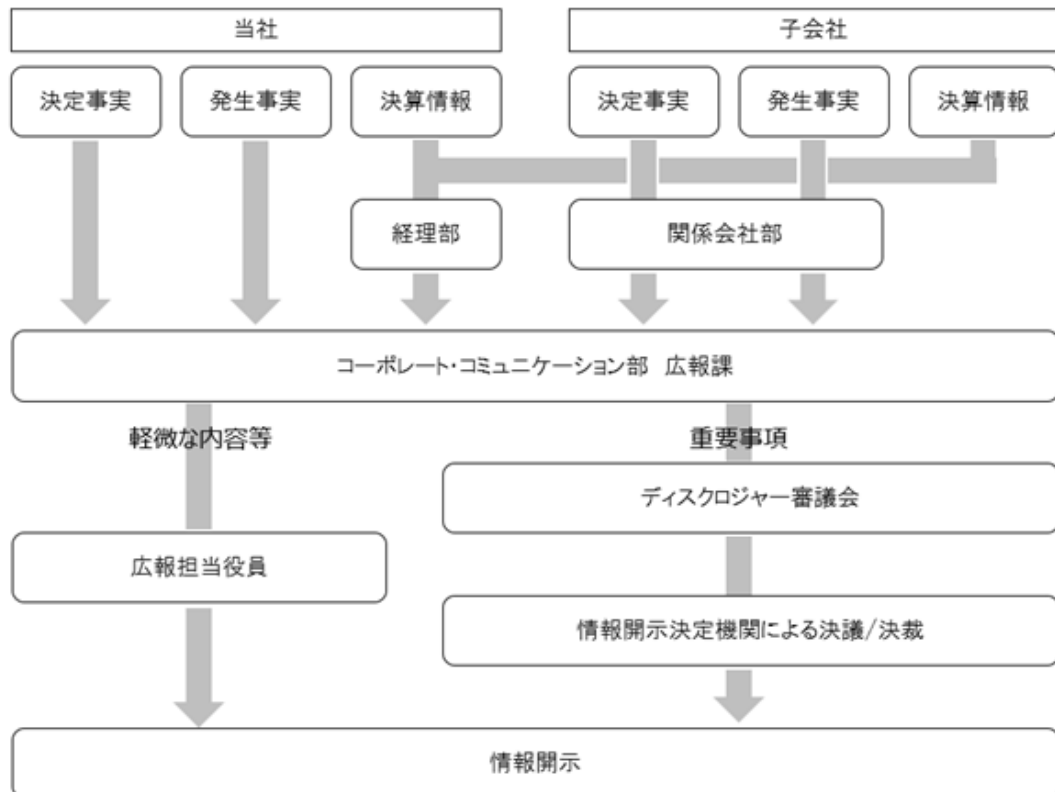 当社
子会社
決定事実
発生事実
決算情報
決定事実
発生事実
決算情報
経理部
関係会社部
コーポレート・コミュニケーション部　広報課
軽微な内容等
重要事項
ディスクロジャー審議会
広報担当役員
情報開示決定機関による決議/決裁
情報開示